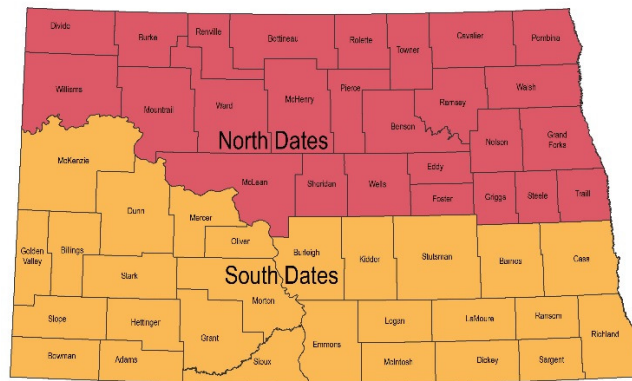 Divide
Burke
Renville
Bottineau
Rolette
Towner
Cavalier
Pembina
Williams
Mountrail
Ward
McHenry
Pierce
Benson
Ramsey
Walsh
Nelson
Grand
Forks
North Dates
McKenzie
McLean
Sheridan
Wells
Eddy
Foster
Griggs
Steele
Traill
Dunn
Mercer
Oliver
Golden
Valley
Billings
Stark
Burleigh
Kidder
Stutsman
Barnes
Cass
South Dates
Morton
Slope
Hettinger
Grant
Logan
LaMoure
Ransom
Richland
Bowman
Adams
Sioux
Emmons
McIntosh
Dickey
Sargent